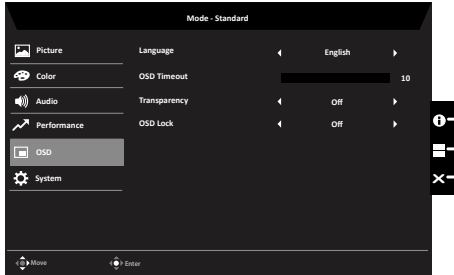 Mode - Standard
Picture
Color
Audio
Performance
OSD
System
Language English
OSD Timeout 10
Transparency Off
OSD Lock Off
Move Enter